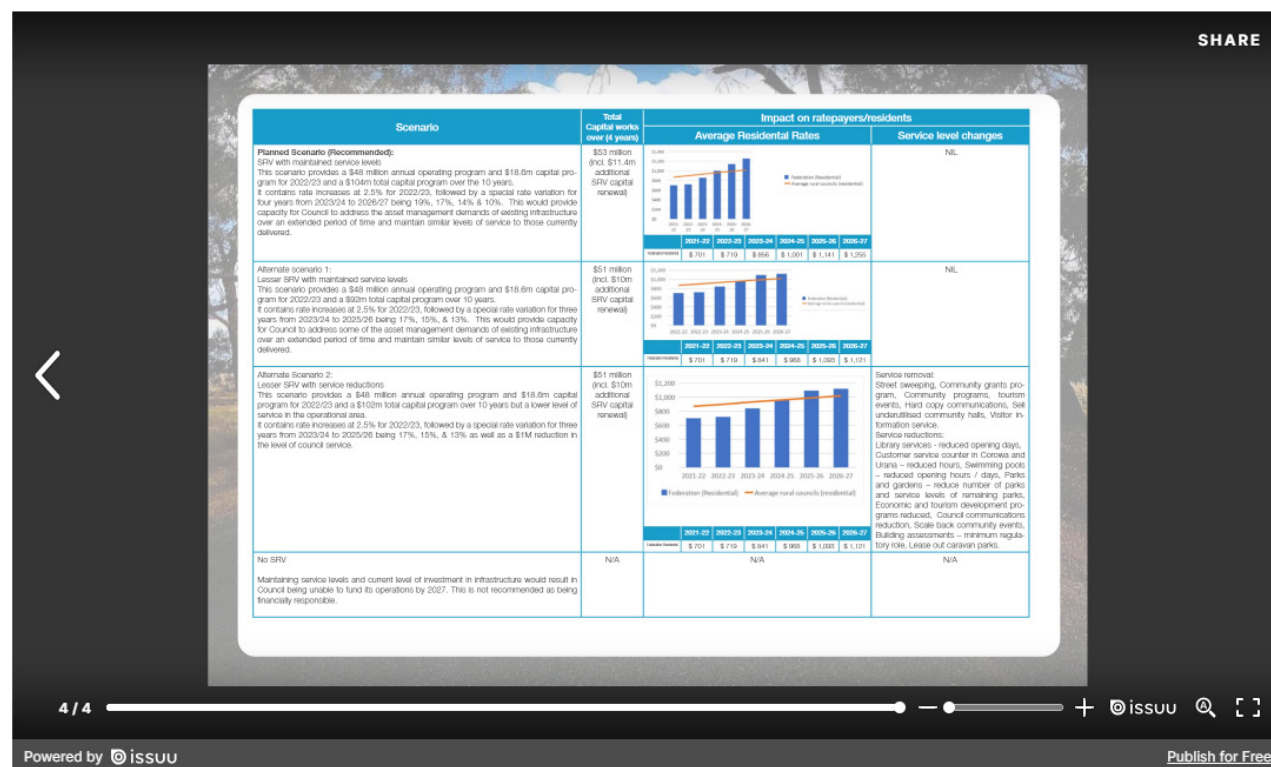 SHARE
Scenario
Total
Capital works
over (4 years)
Impact on ratepayers/residents
Average Residental Rates
Service level changes
Planned Scenario (Recommended):
SRV with maintained service levels
This scenario provides a $48 million annual operating program and $18.6m capital pro-
gram for 2022/23 and a $104m total capital program over the 10 years.
It contains rate increases at 2.5% for 2022/23, followed by a special rate variation for
four years from 2023/24 to 2026/27 being 19%, 17%, 14% & 10%. This would provide
capacity for Council to address the asset management demands of existing infrastructure
over an extended period of time and maintain similar levels of service to those currently
delivered.
$53 million
(incl. $11.4m
additional
SRV capital
renewal)
Federation (Residential)
Average rural councils (residential)
2021-22 2022-23 2023-24 2024-25 2025-26 2026-27
$ 701 $ 719 $ 856 $ 1,001 $ 1,141 $ 1,255
NIL
Alternate scenario 1:
Lesser SRV with maintained service levels
This scenario provides a $48 million annual operating program and $18.6m capital pro-
gram for 2022/23 and a $92m total capital program over 10 years.
It contains rate increases at 2.5% for 2022/23, followed by a special rate variation for three
years from 2023/24 to 2025/26 being 17%, 15%, & 13%. This would provide capacity
for Council to address some of the asset management demands of existing infrastructure
over an extended period of time and maintain similar levels of service to those currently
delivered.
$51 million
(incl. $10m
additional
SRV capital
renewal)
2021-22 2022-23 2023-24 2024-25 2025-26 2026-27
Federation (Residential)
Average rural councils (residential)
2021-22 2022-23 2023-24 2024-25 2025-26 2026-27
$ 701 $ 719 $ 841 $ 968 $ 1,093 $ 1,121
NIL
Alternate Scenario 2:
Lesser SRV with service reductions
This scenario provides a $48 million annual operating program and $18.6m capital
program for 2022/23 and a $102m total capital program over 10 years but a lower level of
service in the operational area.
It contains rate increases at 2.5% for 2022/23, followed by a special rate variation for three
years from 2023/24 to 2025/26 being 17%, 15%, & 13% as well as a $1M reduction in
the level of council service.
$51 million
(incl. $10m
additional
SRV capital
renewal)
$1,200
$1,000
$800
$600
$400
$200
$0
2021-22 2022-23 2023-24 2024-25 2025-26 2026-27
Federation (Residential) Average rural councils (residential)
2021-22 2022-23 2023-24 2024-25 2025-26 2026-27
$ 701 $ 719 $ 841 $ 968 $ 1,093 $ 1,121
Service removal:
Street sweeping, Community grants pro-
gram, Community programs, tourism
events, Hard copy communications, Sell
underutilised community halls, Visitor in-
formation service.
Service reductions:
Library services - reduced opening days,
Customer service counter in Corowa and
Urana – reduced hours, Swimming pools
– reduced opening hours / days, Parks
and gardens – reduce number of parks
and service levels of remaining parks,
Economic and tourism development pro-
grams reduced, Council communications
reduction, Scale back community events,
Building assessments – minimum regula-
tory role, Lease out caravan parks.
No SRV
Maintaining service levels and current level of investment in infrastructure would result in
Council being unable to fund its operations by 2027. This is not recommended as being
financially responsible.
N/A
N/A
N/A
4 / 4
issuu
Powered by issuu
Publish for Free